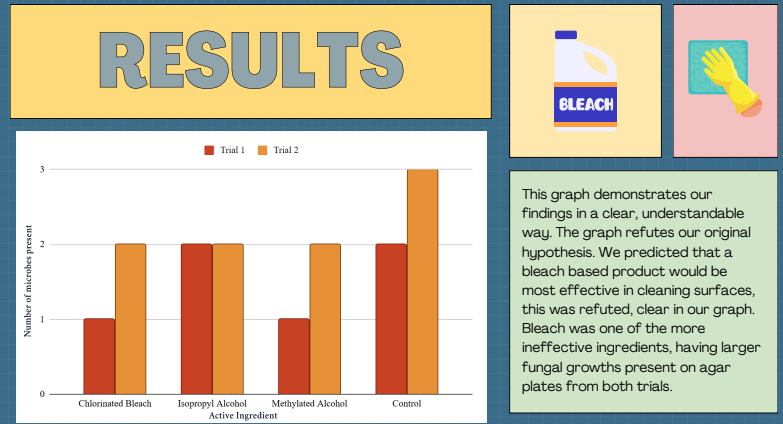 RESULTS
BLEACH
Trial 1 Trial 2
3
2
1
0
Number of microbes present
Chlorinated Bleach Isopropyl Alcohol Methylated Alcohol Control
Active Ingredient
This graph demonstrates our
findings in a clear, understandable
way. The graph refutes our original
hypothesis. We predicted that a
bleach based product would be
most effective in cleaning surfaces,
this was refuted, clear in our graph.
Bleach was one of the more
ineffective ingredients, having larger
fungal growths present on agar
plates from both trials.